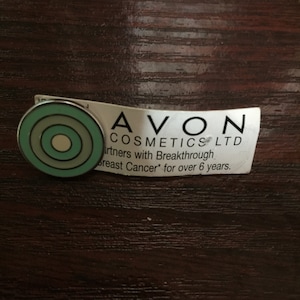 AVON
COSMETICS LTD
artners with Breakthrough
reast Cancer* for over 6 years.